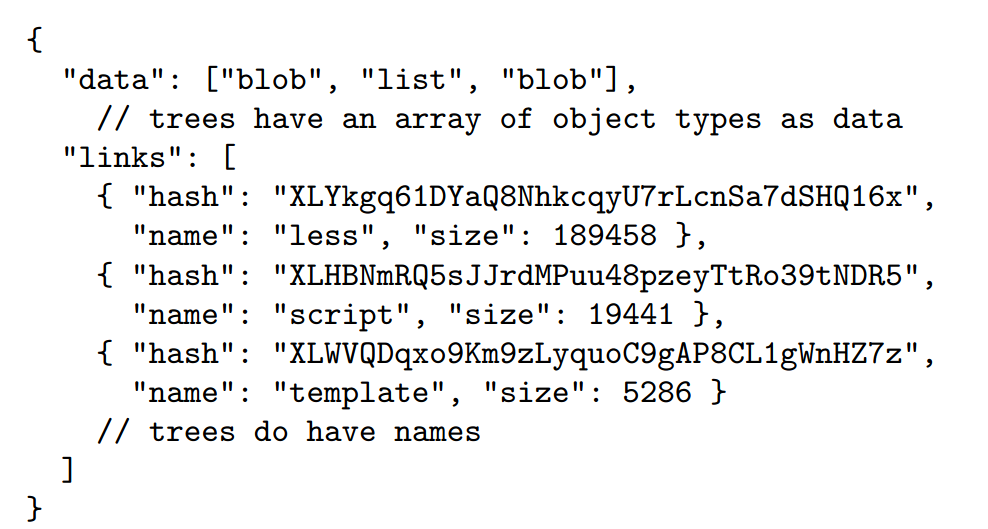 {
  "data": ["blob", "list", "blob"],
    // trees have an array of object types as data
  "links": [
    { "hash": "XLYkgq61DYaQ8NhkcqyU7rLcnSa7dSHQ16x",
      "name": "less", "size": 189458 },
    { "hash": "XLHBNmRQ5sJJrdMPuu48pzeyTtRo39tNDR5",
      "name": "script", "size": 19441 },
    { "hash": "XLWVQDqxo9Km9zLyquoC9gAP8CL1gWnHZ7z",
      "name": "template", "size": 5286 }
    // trees do have names
  ]
}